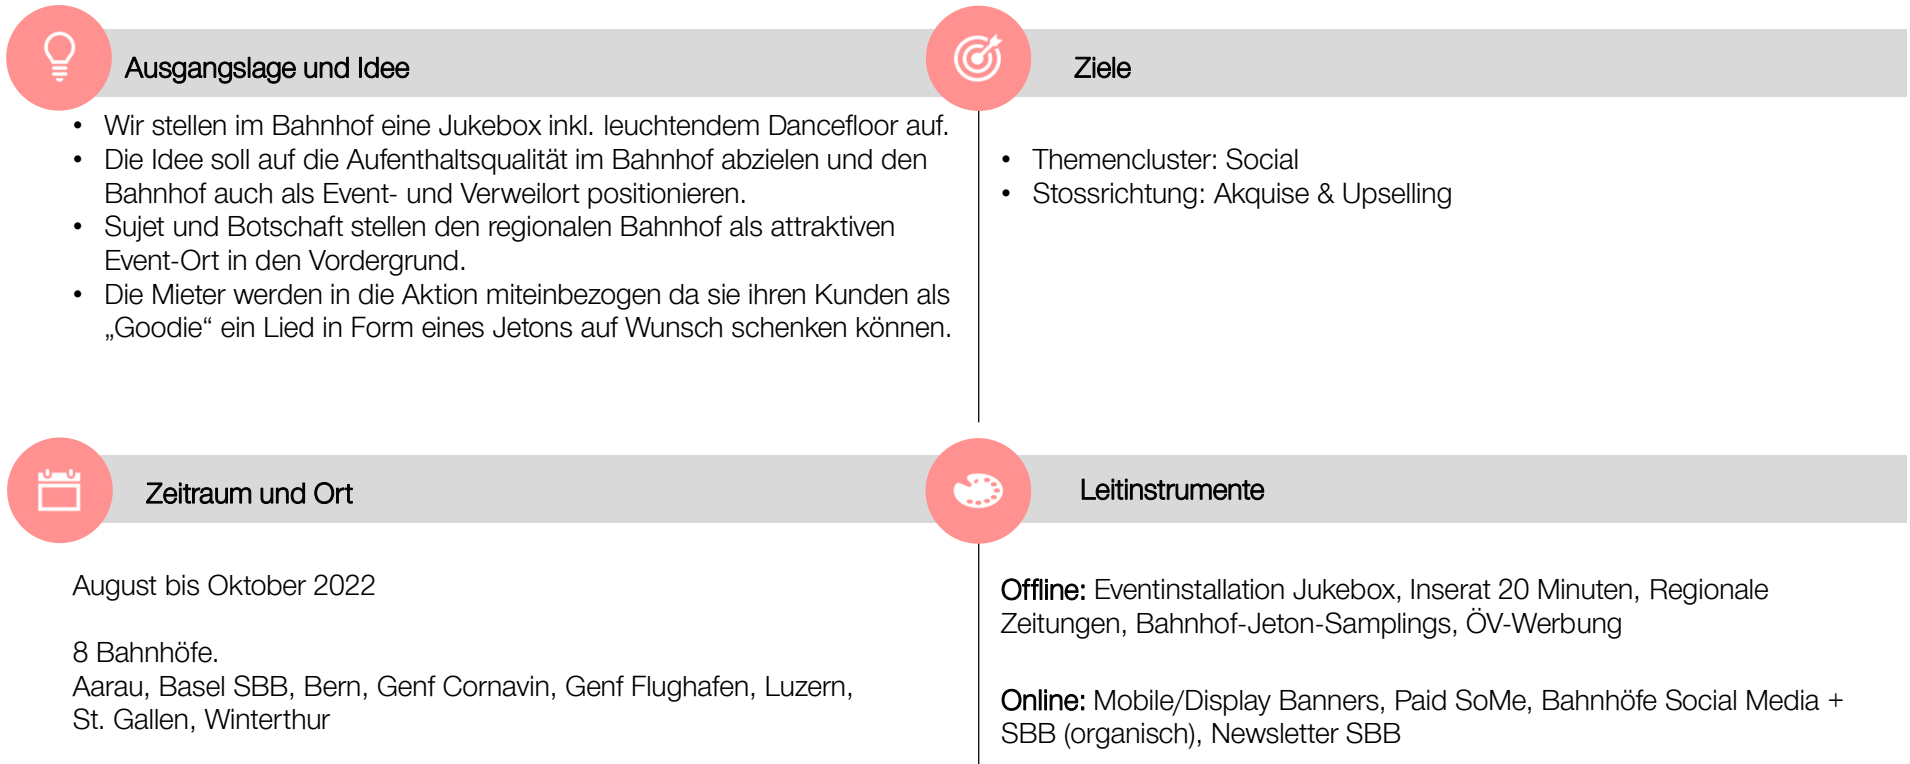 Ausgangslage und Idee
• Wir stellen im Bahnhof eine Jukebox inkl. leuchtendem Dancefloor auf.
• Die Idee soll auf die Aufenthaltsqualität im Bahnhof abzielen und den
Bahnhof auch als Event- und Verweilort positionieren.
• Sujet und Botschaft stellen den regionalen Bahnhof als attraktiven
Event-Ort in den Vordergrund.
• Die Mieter werden in die Aktion miteinbezogen da sie ihren Kunden als
„Goodie“ ein Lied in Form eines Jetons auf Wunsch schenken können.
Ziele
• Themencluster: Social
• Stossrichtung: Akquise & Upselling
Zeitraum und Ort
August bis Oktober 2022
8 Bahnhöfe.
Aarau, Basel SBB, Bern, Genf Cornavin, Genf Flughafen, Luzern,
St. Gallen, Winterthur
Leitinstrumente
Offline: Eventinstallation Jukebox, Inserat 20 Minuten, Regionale
Zeitungen, Bahnhof-Jeton-Samplings, ÖV-Werbung
Online: Mobile/Display Banners, Paid SoMe, Bahnhöfe Social Media +
SBB (organisch), Newsletter SBB